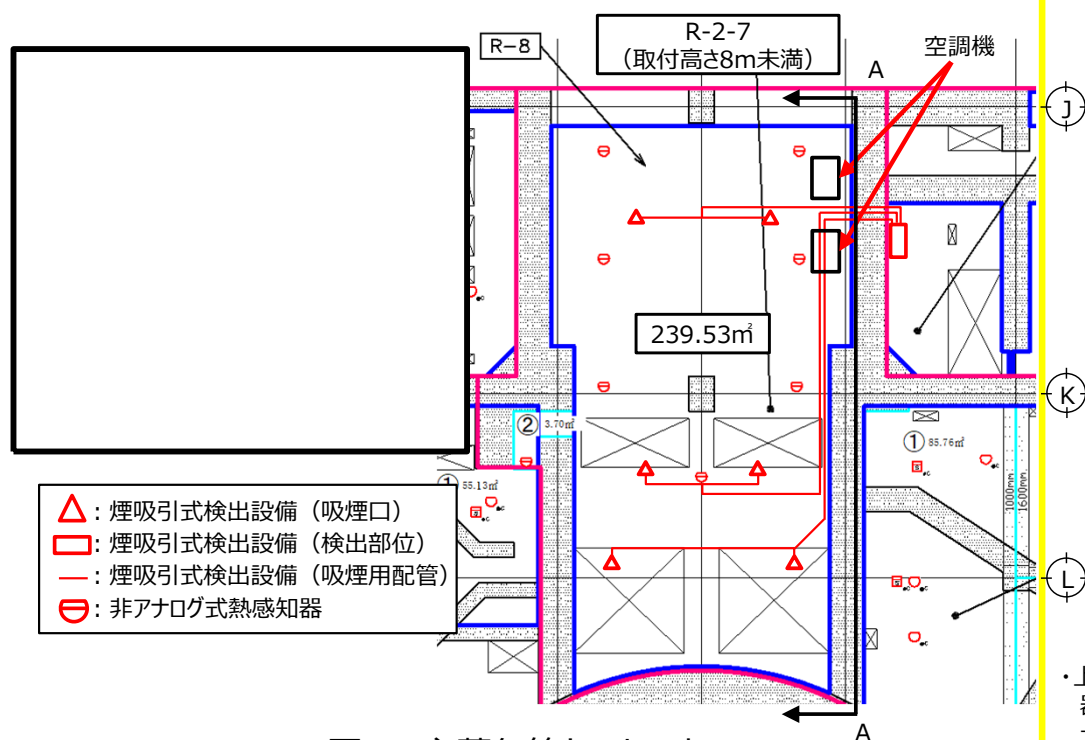 R-8
R-2-7
（取付高さ8m未満）
空調機
A
J
239.53㎡
K
② 3.70㎡
① 85.76㎡
55.13㎡
1000mm
1600mm
△：煙吸引式検出設備（吸煙口）
□：煙吸引式検出設備（検出部位）
―：煙吸引式検出設備（吸煙用配管）
：非アナログ式熱感知器
L
A